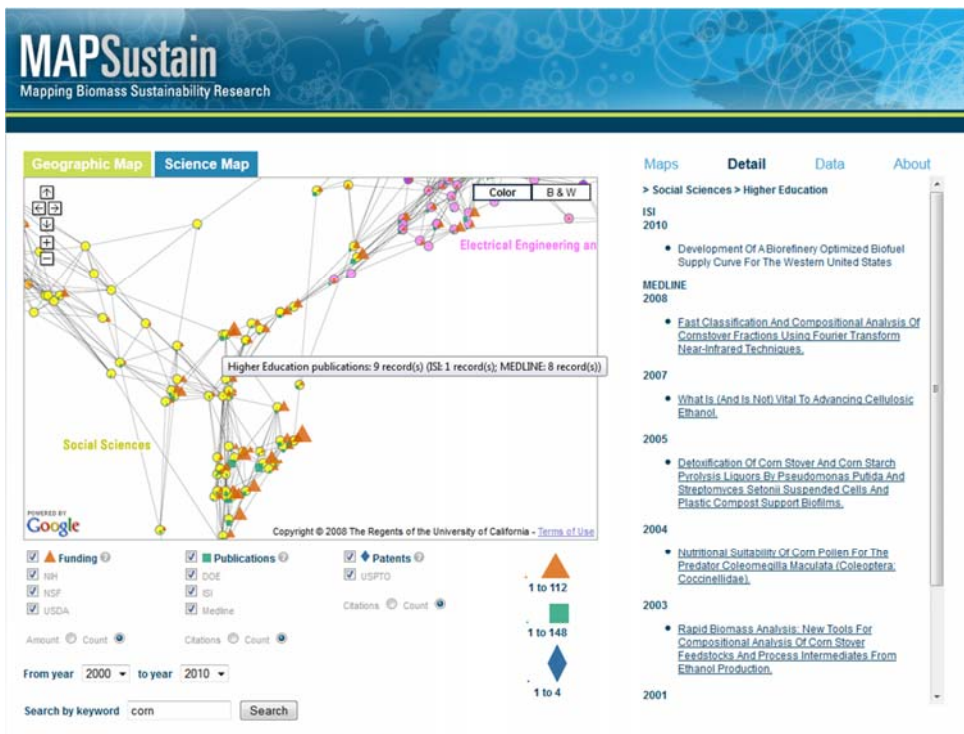 MAPSustain
Mapping Biomass Sustainability Research
Geographic Map
Science Map
Color
B & W
Electrical Engineering an
Higher Education publications: 9 record(s) (ISI: 1 record(s); MEDLINE: 8 record(s))
Social Sciences
POWERED BY
Google
Copyright © 2008 The Regents of the University of California - Terms of Use
Funding
NIH
NSF
USDA
Amount Count
Publications
DOE
ISI
Medline
Citations Count
Patents
USPTO
Citations Count
1 to 112
1 to 148
1 to 4
From year 2000 to year 2010
Search by keyword corn Search
Maps Detail Data About
> Social Sciences > Higher Education
ISI
2010
Development Of A Biorefinery Optimized Biofuel
Supply Curve For The Western United States
MEDLINE
2008
Fast Classification And Compositional Analysis Of
Cornstover Fractions Using Fourier Transform
Near-Infrared Techniques.
2007
What Is (And Is Not) Vital To Advancing Cellulosic
Ethanol.
2005
Detoxification Of Corn Stover And Corn Starch
Pyrolysis Liquors By Pseudomonas Putida And
Streptomyces Setonii Suspended Cells And
Plastic Compost Support Biofilms.
2004
Nutritional Suitability Of Corn Pollen For The
Predator Coleomegilla Maculata (Coleoptera:
Coccinellidae).
2003
Rapid Biomass Analysis: New Tools For
Compositional Analysis Of Corn Stover
Feedstocks And Process Intermediates From
Ethanol Production.
2001